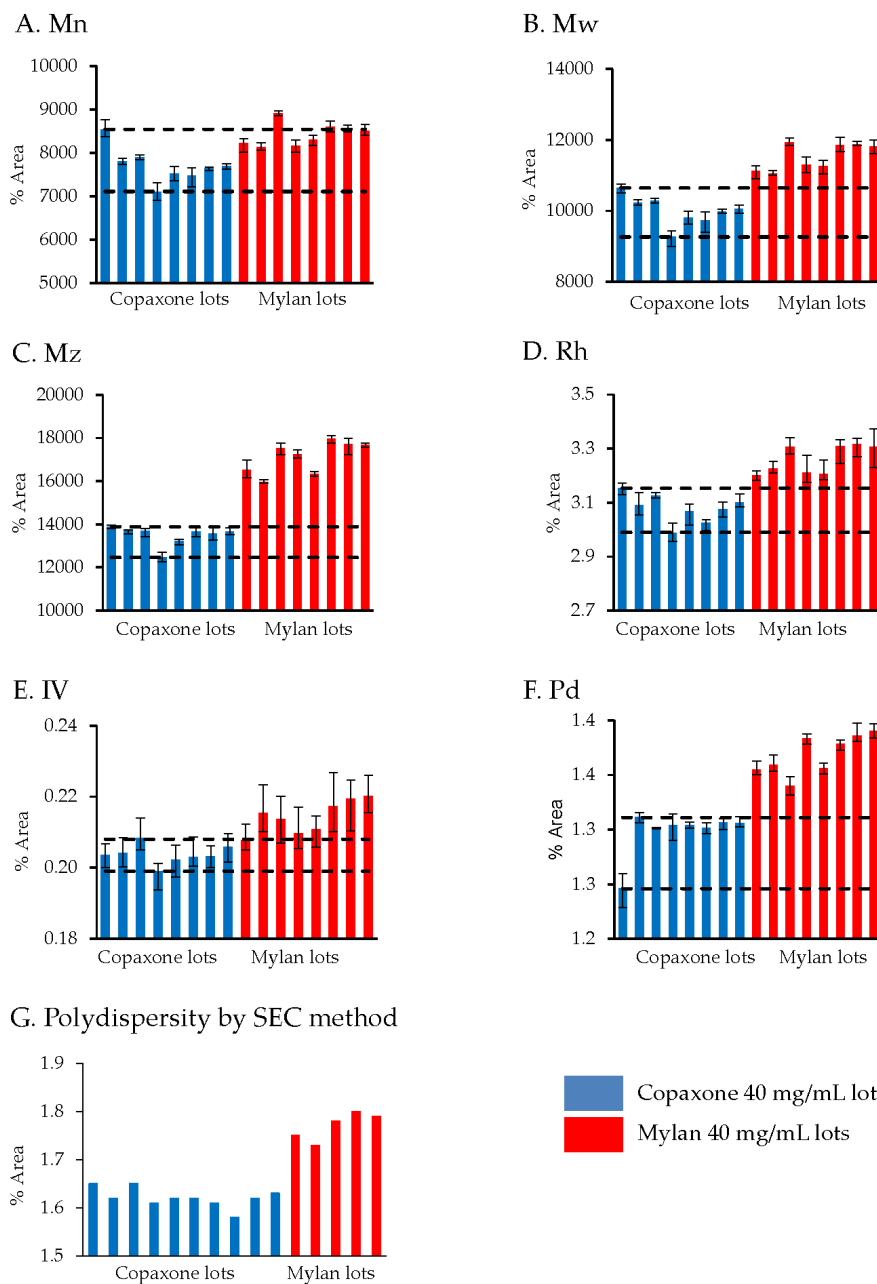 A. Mn
10000
9000
8000
7000
6000
5000
% Area
Copaxone lots
Mylan lots
B. Mw
14000
12000
10000
8000
% Area
Copaxone lots
Mylan lots
C. Mz
20000
18000
16000
14000
12000
10000
% Area
Copaxone lots
Mylan lots
D. Rh
3.5
3.3
3.1
2.9
2.7
% Area
Copaxone lots
Mylan lots
E. IV
0.24
0.22
0.20
0.18
% Area
Copaxone lots
Mylan lots
F. Pd
1.4
1.4
1.3
1.3
1.2
% Area
Copaxone lots
Mylan lots
G. Polydispersity by SEC method
1.9
1.8
1.7
1.6
1.5
% Area
Copaxone lots
Mylan lots
Copaxone 40 mg/mL lot
Mylan 40 mg/mL lots